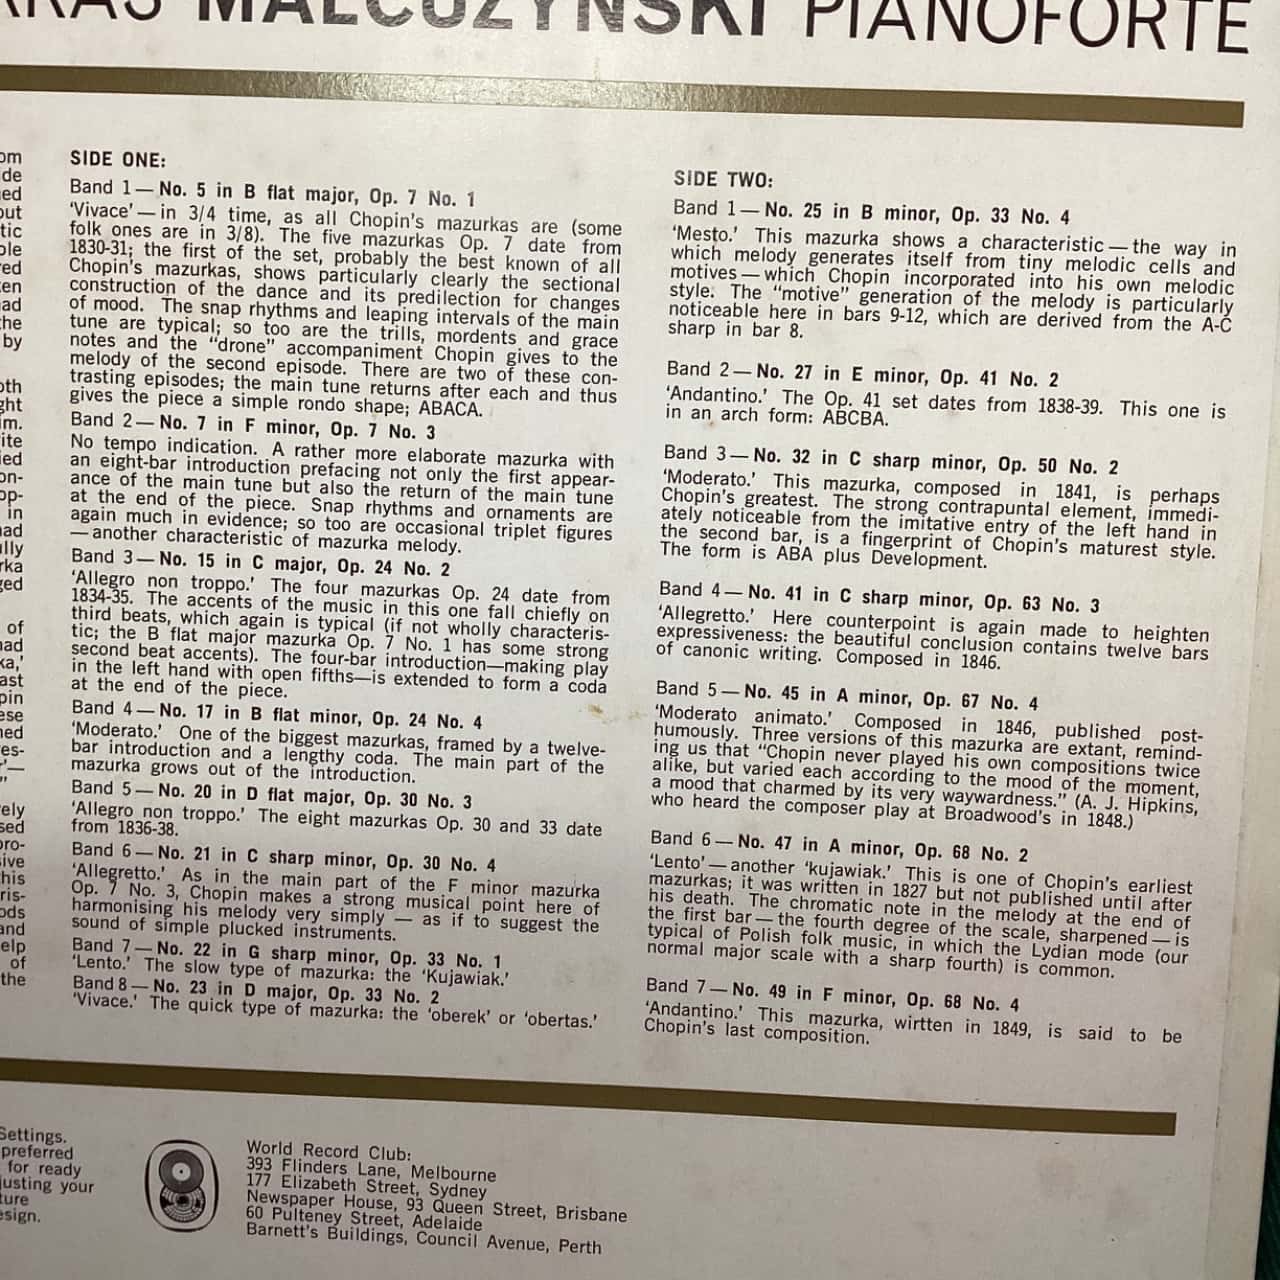 MALCUZYNSKI PIANOFORTE
SIDE ONE:
Band 1 — No. 5 in B flat major, Op. 7 No. 1
‘Vivace’ — in 3/4 time, as all Chopin’s mazurkas are (some
folk ones are in 3/8). The five mazurkas Op. 7 date from
1830-31; the first of the set, probably the best known of all
Chopin’s mazurkas, shows particularly clearly the sectional
construction of the dance and its predilection for changes
of mood. The snap rhythms and leaping intervals of the main
tune are typical; so too are the trills, mordents and grace
notes and the “drone” accompaniment Chopin gives to the
melody of the second episode. There are two of these con-
trasting episodes; the main tune returns after each and thus
gives the piece a simple rondo shape; ABACA.
Band 2 — No. 7 in F minor, Op. 7 No. 3
No tempo indication. A rather more elaborate mazurka with
an eight-bar introduction prefacing not only the first appear-
ance of the main tune but also the return of the main tune
at the end of the piece. Snap rhythms and ornaments are
again much in evidence; so too are occasional triplet figures
— another characteristic of mazurka melody.
Band 3 — No. 15 in C major, Op. 24 No. 2
‘Allegro non troppo.’ The four mazurkas Op. 24 date from
1834-35. The accents of the music in this one fall chiefly on
third beats, which again is typical (if not wholly characteris-
tic; the B flat major mazurka Op. 7 No. 1 has some strong
second beat accents). The four-bar introduction—making play
in the left hand with open fifths—is extended to form a coda
at the end of the piece.
Band 4 — No. 17 in B flat minor, Op. 24 No. 4
‘Moderato.’ One of the biggest mazurkas, framed by a twelve-
bar introduction and a lengthy coda. The main part of the
mazurka grows out of the introduction.
Band 5 — No. 20 in D flat major, Op. 30 No. 3
‘Allegro non troppo.’ The eight mazurkas Op. 30 and 33 date
from 1836-38.
Band 6 — No. 21 in C sharp minor, Op. 30 No. 4
‘Allegretto.’ As in the main part of the F minor mazurka
Op. 7 No. 3, Chopin makes a strong musical point here of
harmonising his melody very simply — as if to suggest the
sound of simple plucked instruments.
Band 7 — No. 22 in G sharp minor, Op. 33 No. 1
‘Lento.’ The slow type of mazurka: the ‘Kujawiak.’
Band 8 — No. 23 in D major, Op. 33 No. 2
‘Vivace.’ The quick type of mazurka: the ‘oberek’ or ‘obertas.’
SIDE TWO:
Band 1 — No. 25 in B minor, Op. 33 No. 4
‘Mesto.’ This mazurka shows a characteristic — the way in
which melody generates itself from tiny melodic cells and
motives — which Chopin incorporated into his own melodic
style. The “motive” generation of the melody is particularly
noticeable here in bars 9-12, which are derived from the A-C
sharp in bar 8.
Band 2 — No. 27 in E minor, Op. 41 No. 2
‘Andantino.’ The Op. 41 set dates from 1838-39. This one is
in an arch form: ABCBA.
Band 3 — No. 32 in C sharp minor, Op. 50 No. 2
‘Moderato.’ This mazurka, composed in 1841, is perhaps
Chopin’s greatest. The strong contrapuntal element, immedi-
ately noticeable from the imitative entry of the left hand in
the second bar, is a fingerprint of Chopin’s maturest style.
The form is ABA plus Development.
Band 4 — No. 41 in C sharp minor, Op. 63 No. 3
‘Allegretto.’ Here counterpoint is again made to heighten
expressiveness: the beautiful conclusion contains twelve bars
of canonic writing. Composed in 1846.
Band 5 — No. 45 in A minor, Op. 67 No. 4
‘Moderato animato.’ Composed in 1846, published post-
humously. Three versions of this mazurka are extant, remind-
ing us that “Chopin never played his own compositions twice
alike, but varied each according to the mood of the moment,
a mood that charmed by its very waywardness.” (A. J. Hipkins,
who heard the composer play at Broadwood’s in 1848.)
Band 6 — No. 47 in A minor, Op. 68 No. 2
‘Lento’ — another ‘kujawiak.’ This is one of Chopin’s earliest
mazurkas; it was written in 1827 but not published until after
his death. The chromatic note in the melody at the end of
the first bar — the fourth degree of the scale, sharpened — is
typical of Polish folk music, in which the Lydian mode (our
normal major scale with a sharp fourth) is common.
Band 7 — No. 49 in F minor, Op. 68 No. 4
‘Andantino.’ This mazurka, wirtten in 1849, is said to be
Chopin’s last composition.
Settings.
preferred
for ready
your
World Record Club:
393 Flinders Lane, Melbourne
177 Elizabeth Street, Sydney
Newspaper House, 93 Queen Street, Brisbane
60 Pulteney Street, Adelaide
Barnett’s Buildings, Council Avenue, Perth